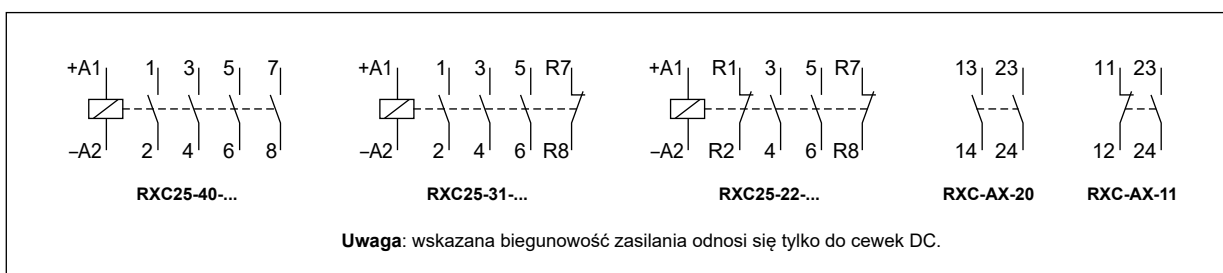 +A1 1 3 5 7 +A1 1 3 5 R7 +A1 R1 3 5 R7 13 23 11 23
–A2 2 4 6 8 –A2 2 4 6 R8 –A2 R2 4 6 R8 14 24 12 24
RXC25-40-... RXC25-31-... RXC25-22-... RXC-AX-20 RXC-AX-11
Uwaga: wskazana biegunowość zasilania odnosi się tylko do cewek DC.